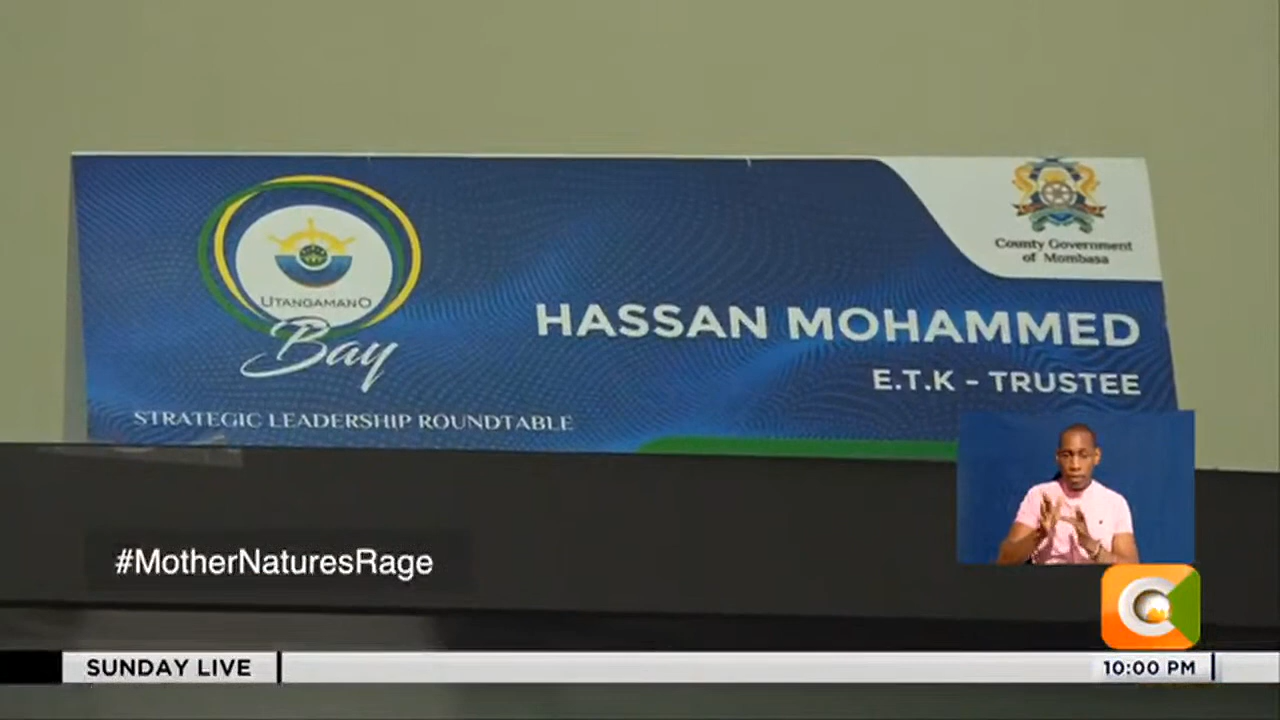 County Government
of Mombasa
UTANGAMANO
Bay
HASSAN MOHAMMED
E.T.K - TRUSTEE
STRATEGIC LEADERSHIP ROUNDTABLE
#MotherNaturesRage
SUNDAY LIVE
10:00 PM